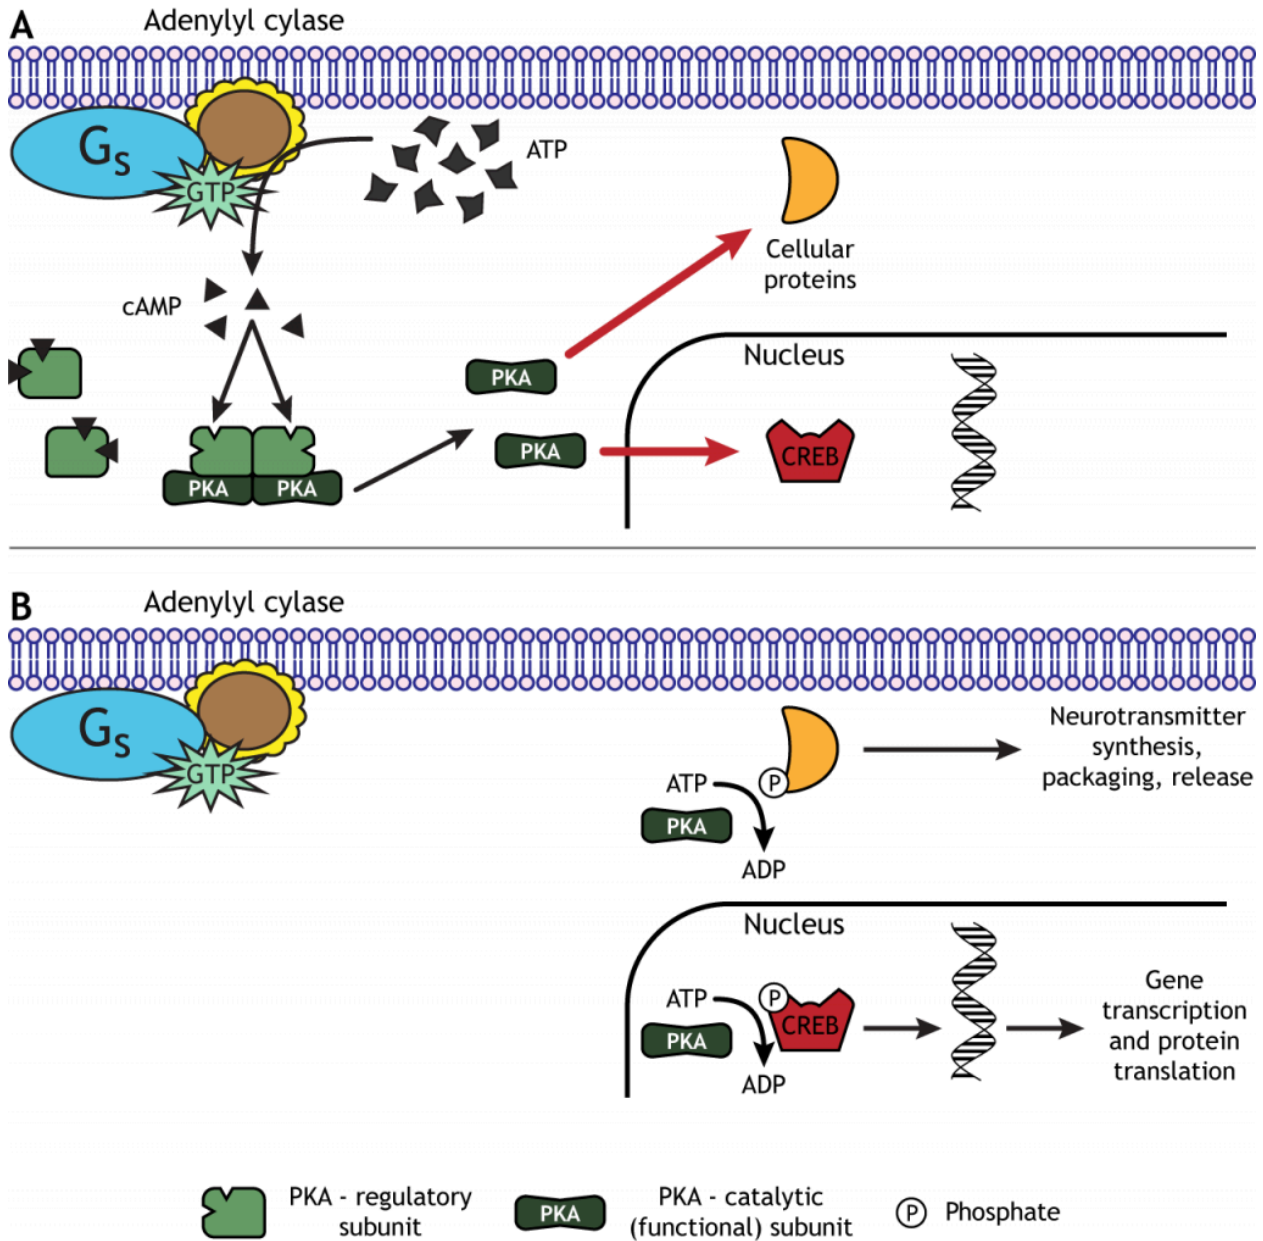 A
Adenylyl cylase
Gs
GTP
ATP
cAMP
Cellular
proteins
PKA
Nucleus
PKA
CREB
PKA
PKA
B
Adenylyl cylase
Gs
GTP
Neurotransmitter
synthesis,
packaging, release
ATP
P
PKA
ADP
Nucleus
ATP
P
CREB
PKA
ADP
Gene
transcription
and protein
translation
PKA - regulatory
subunit
PKA
PKA - catalytic
(functional) subunit
P
Phosphate